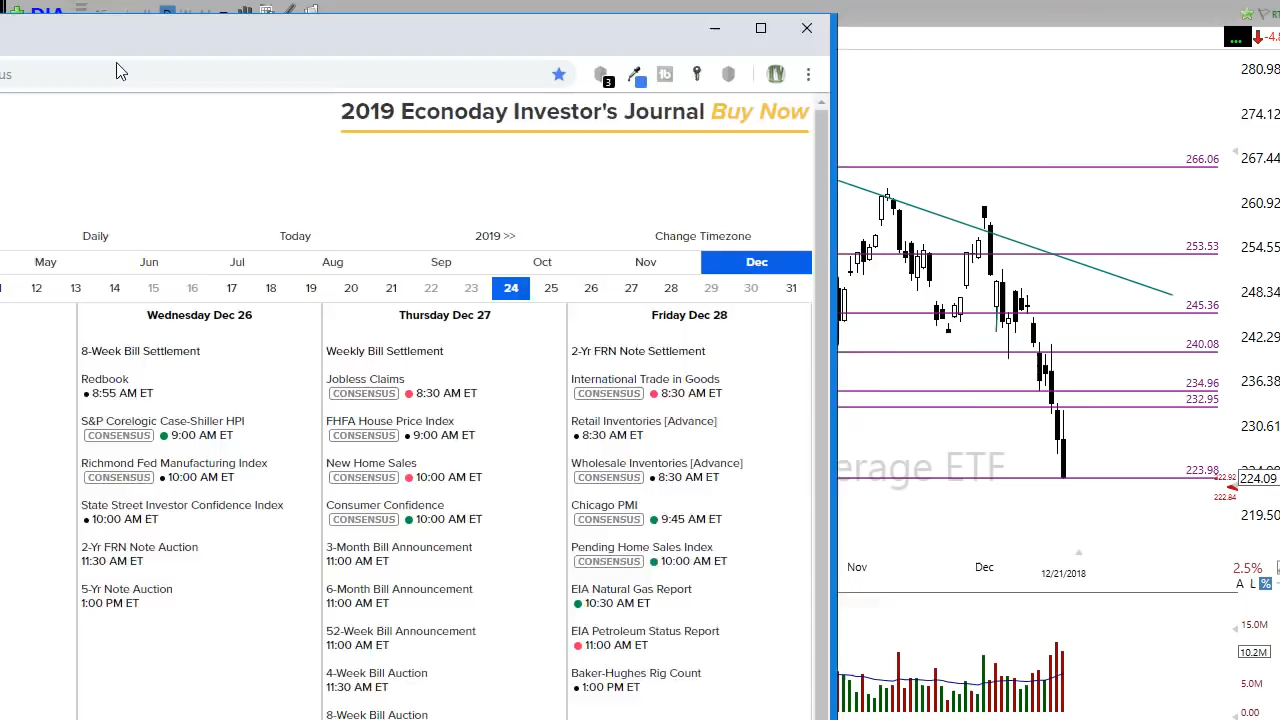 DIA
us
3
2019 Econoday Investor's Journal Buy Now
Daily
Today
2019 >>
Change Timezone
May
Jun
Jul
Aug
Sep
Oct
Nov
Dec
12
13
14
15
16
17
18
19
20
21
22
23
24
25
26
27
28
29
30
31
Wednesday Dec 26
8-Week Bill Settlement
Redbook
8:55 AM ET
S&P Corelogic Case-Shiller HPI
CONSENSUS 9:00 AM ET
Richmond Fed Manufacturing Index
CONSENSUS 10:00 AM ET
State Street Investor Confidence Index
10:00 AM ET
2-Yr FRN Note Auction
11:30 AM ET
5-Yr Note Auction
1:00 PM ET
Thursday Dec 27
Weekly Bill Settlement
Jobless Claims
CONSENSUS 8:30 AM ET
FHFA House Price Index
CONSENSUS 9:00 AM ET
New Home Sales
CONSENSUS 10:00 AM ET
Consumer Confidence
CONSENSUS 10:00 AM ET
3-Month Bill Announcement
11:00 AM ET
6-Month Bill Announcement
11:00 AM ET
52-Week Bill Announcement
11:00 AM ET
4-Week Bill Auction
11:30 AM ET
8-Week Bill Auction
Friday Dec 28
2-Yr FRN Note Settlement
International Trade in Goods
CONSENSUS 8:30 AM ET
Retail Inventories [Advance]
8:30 AM ET
Wholesale Inventories [Advance]
CONSENSUS 8:30 AM ET
Chicago PMI
CONSENSUS 9:45 AM ET
Pending Home Sales Index
CONSENSUS 10:00 AM ET
EIA Natural Gas Report
10:30 AM ET
EIA Petroleum Status Report
11:00 AM ET
Baker-Hughes Rig Count
1:00 PM ET
RT
-4.8
280.98
274.12
267.44
266.06
260.92
254.55
253.53
248.34
245.36
242.29
240.08
236.38
234.96
232.95
230.61
erage ETF
223.98
222.92
224.09
222.84
219.50
Nov
Dec
12/21/2018
2.5%
A L %
15.0M
10.2M
5.0M
0.00